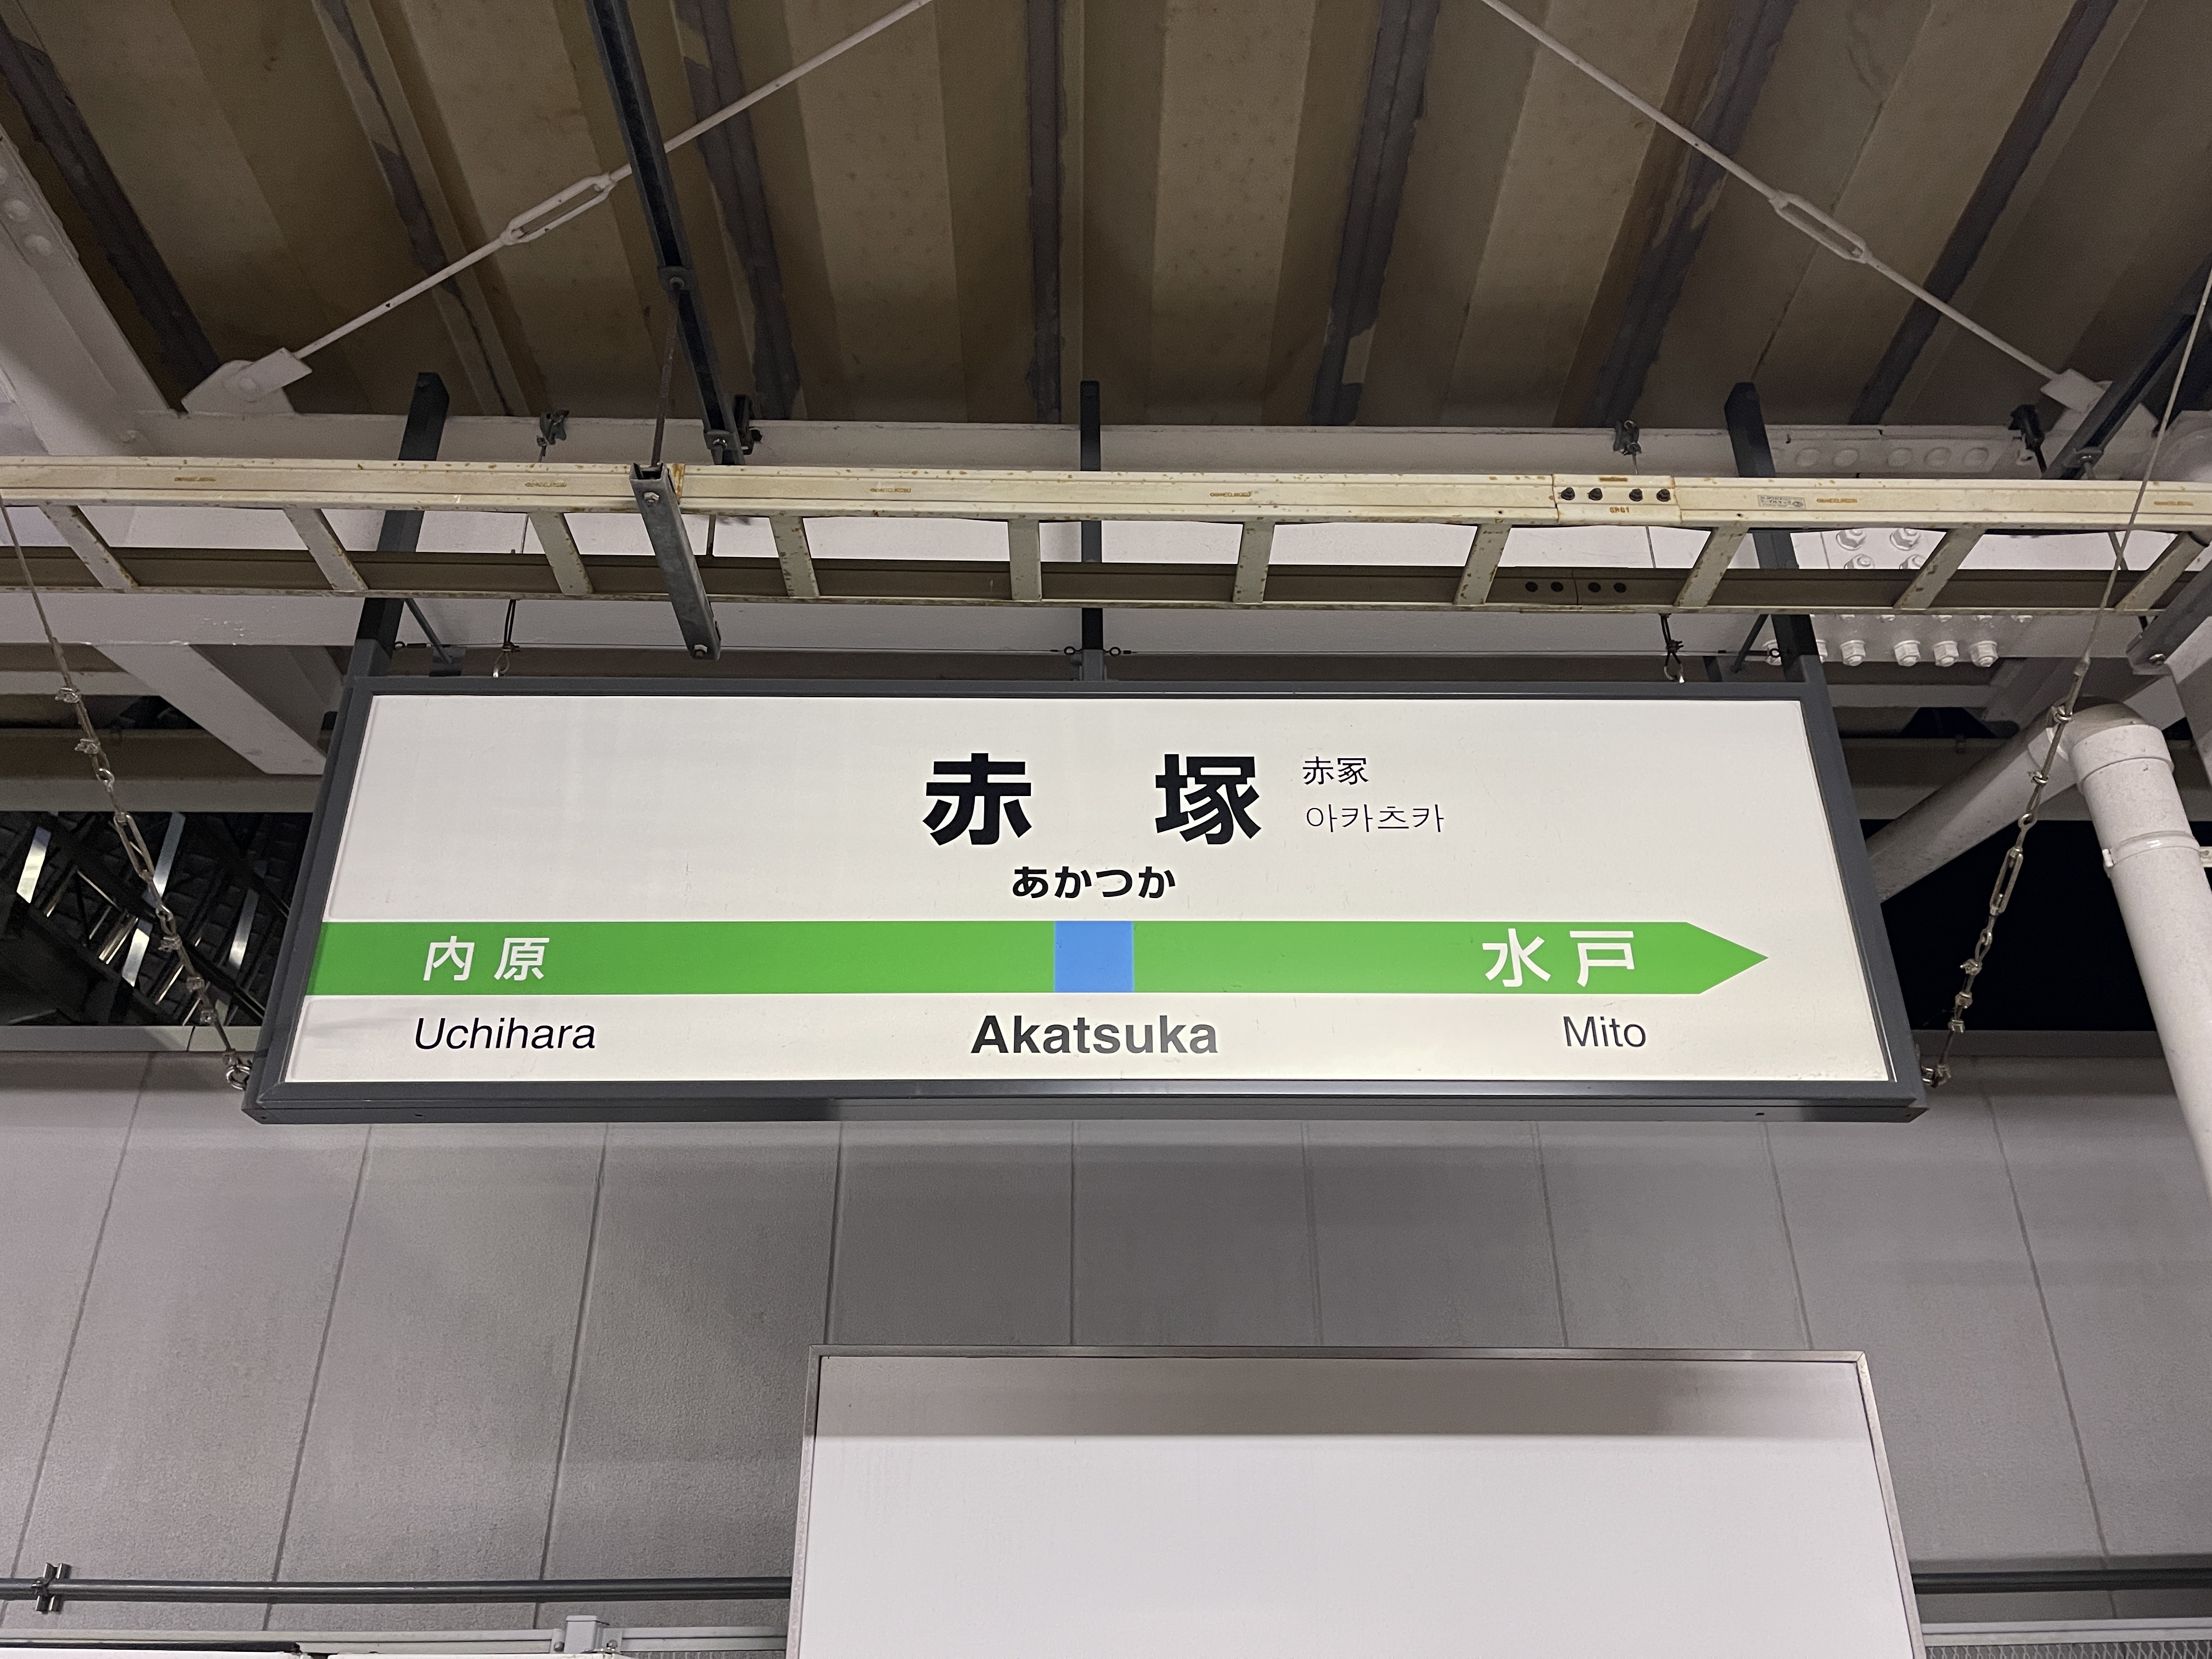 赤塚
赤冢
아카츠카
あかつか
内原 水戸
Uchihara Akatsuka Mito